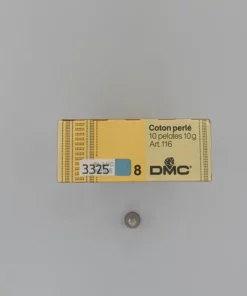 Coton perlé
10 pelotes 10g
Art. 116
3325
8
DMC